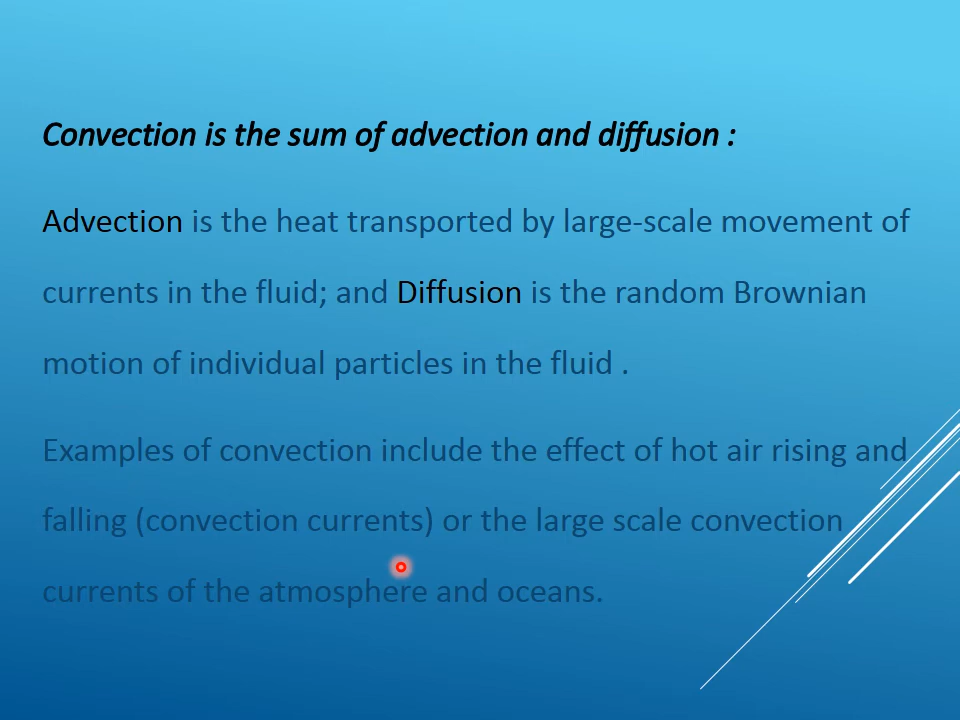 Convection is the sum of advection and diffusion :
Advection is the heat transported by large-scale movement of
currents in the fluid; and Diffusion is the random Brownian
motion of individual particles in the fluid .
Examples of convection include the effect of hot air rising and
falling (convection currents) or the large scale convection
currents of the atmosphere and oceans.